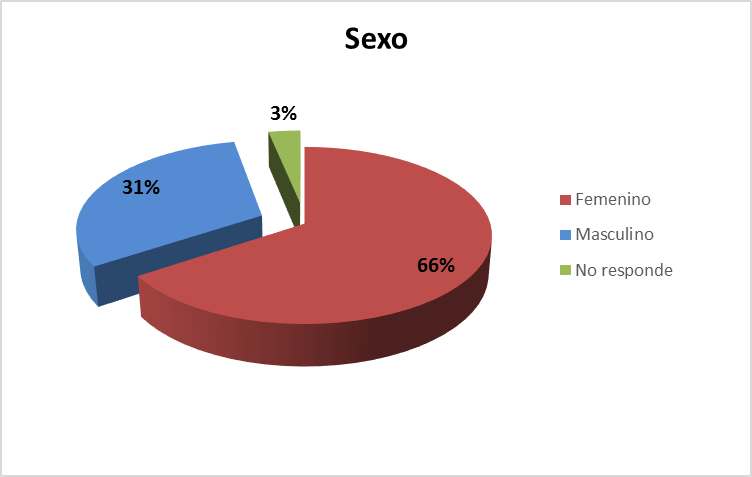 Sexo
3%
31%
66%
Femenino
Masculino
No responde